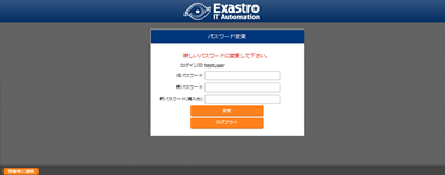 Exastro
IT Automation
パスワード変更
新しいパスワードに変更して下さい。
ログインID testuser
旧パスワード
新パスワード
新パスワード(再入力)
変更
ログアウト